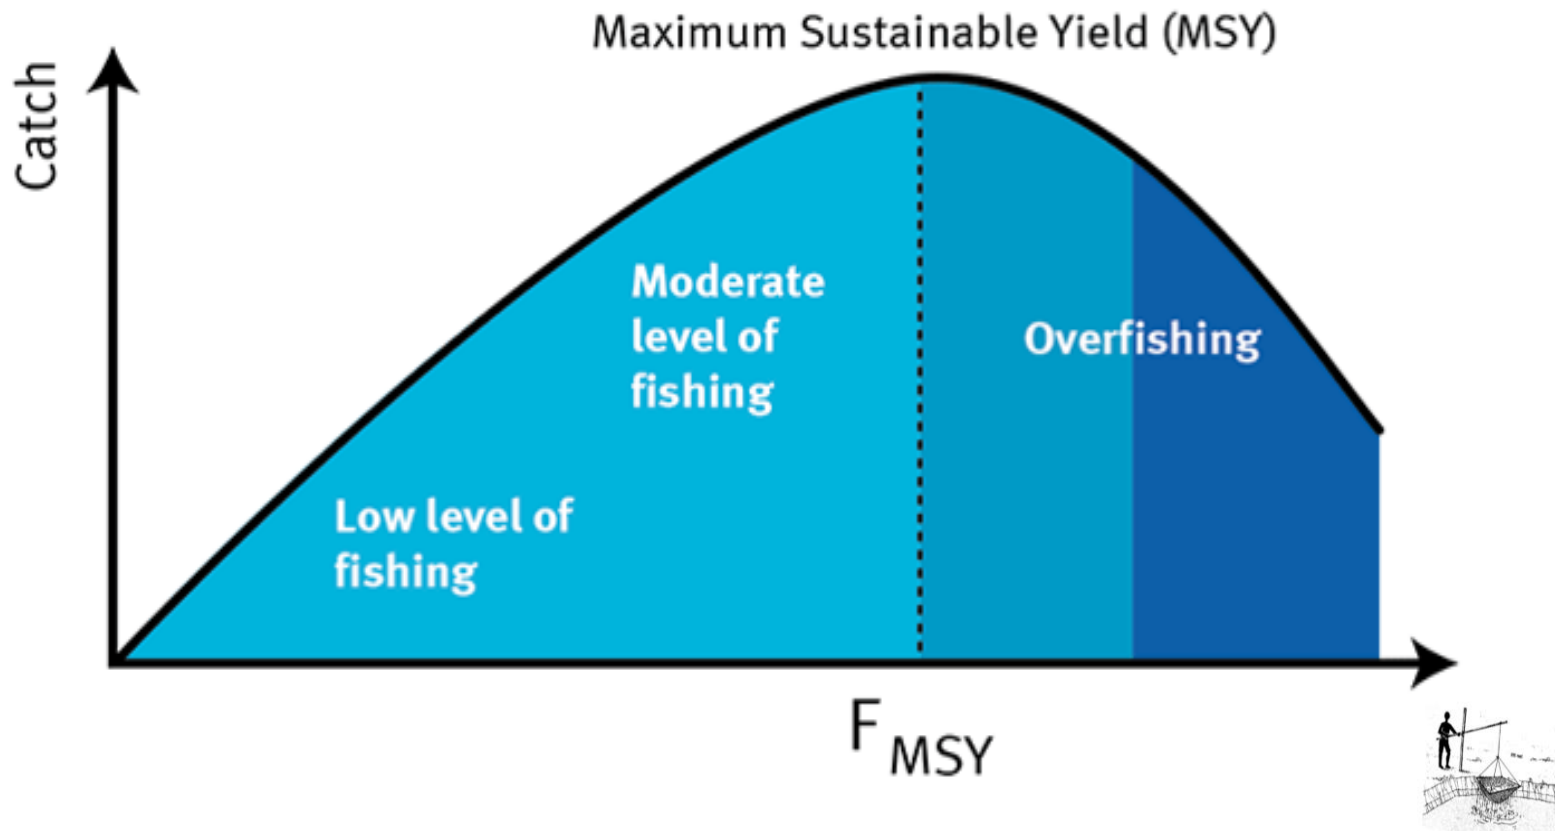 Maximum Sustainable Yield (MSY)
Catch
Moderate
level of
fishing
Overfishing
Low level of
fishing
F MSY